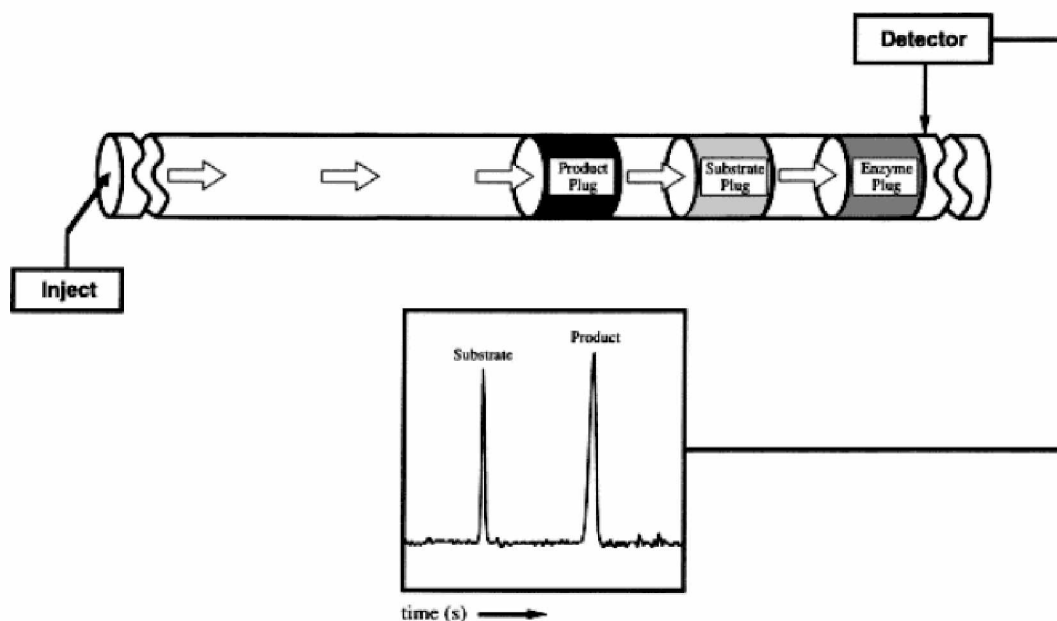 Detector
Product
Plug
Substrate
Plug
Enzyme
Plug
Inject
Substrate
Product
time (s)